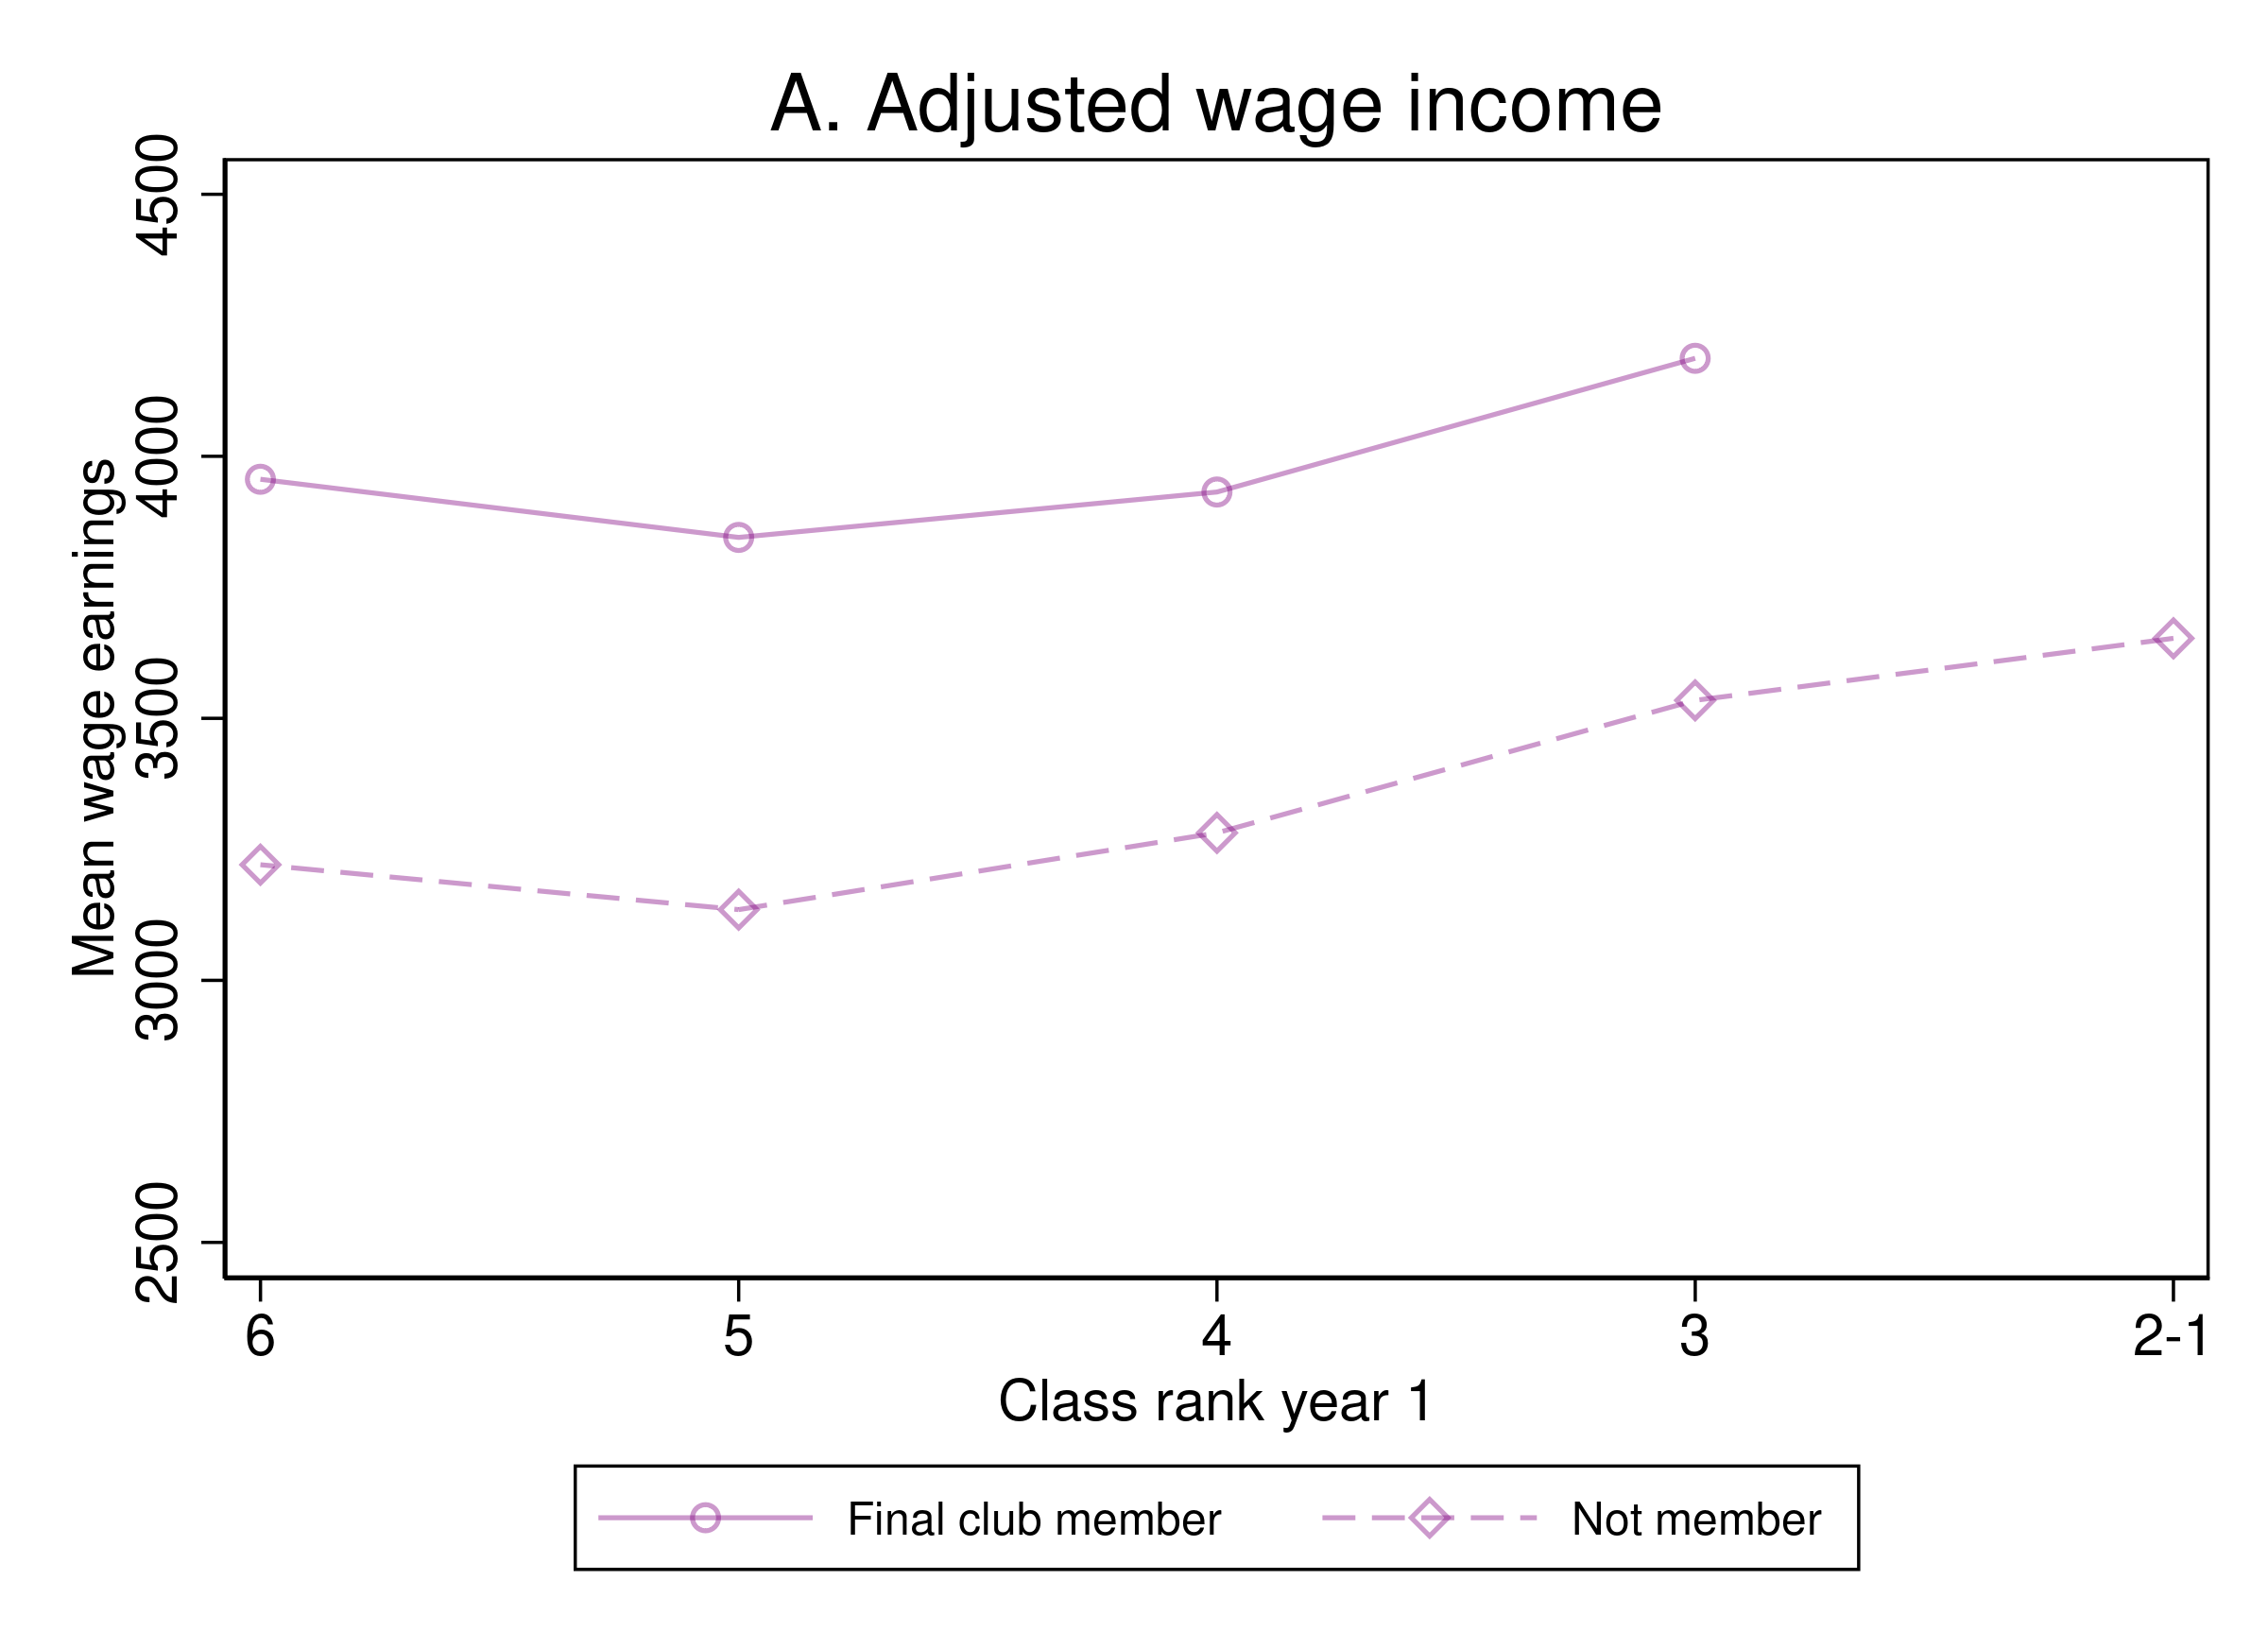 A. Adjusted wage income
Mean wage earnings
4500
4000
3500
3000
2500
6 5 4 3 2-1
Class rank year 1
Final club member Not member